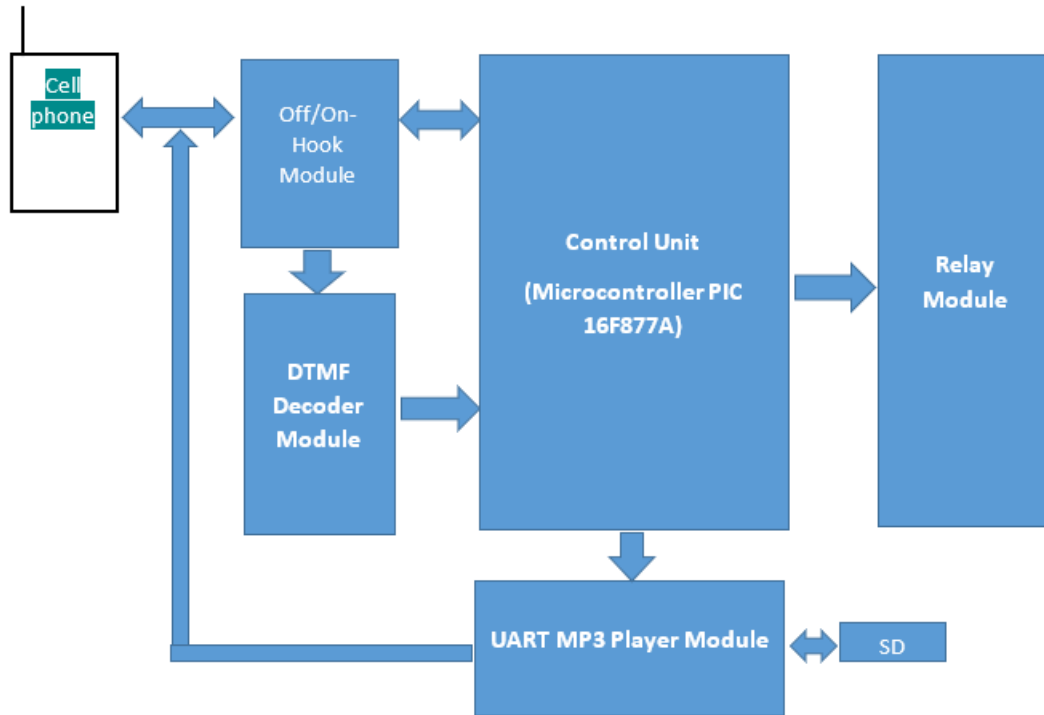 Cell
phone
Off/On-
Hook
Module
Control Unit
(Microcontroller PIC
16F877A)
Relay
Module
DTMF
Decoder
Module
UART MP3 Player Module
SD